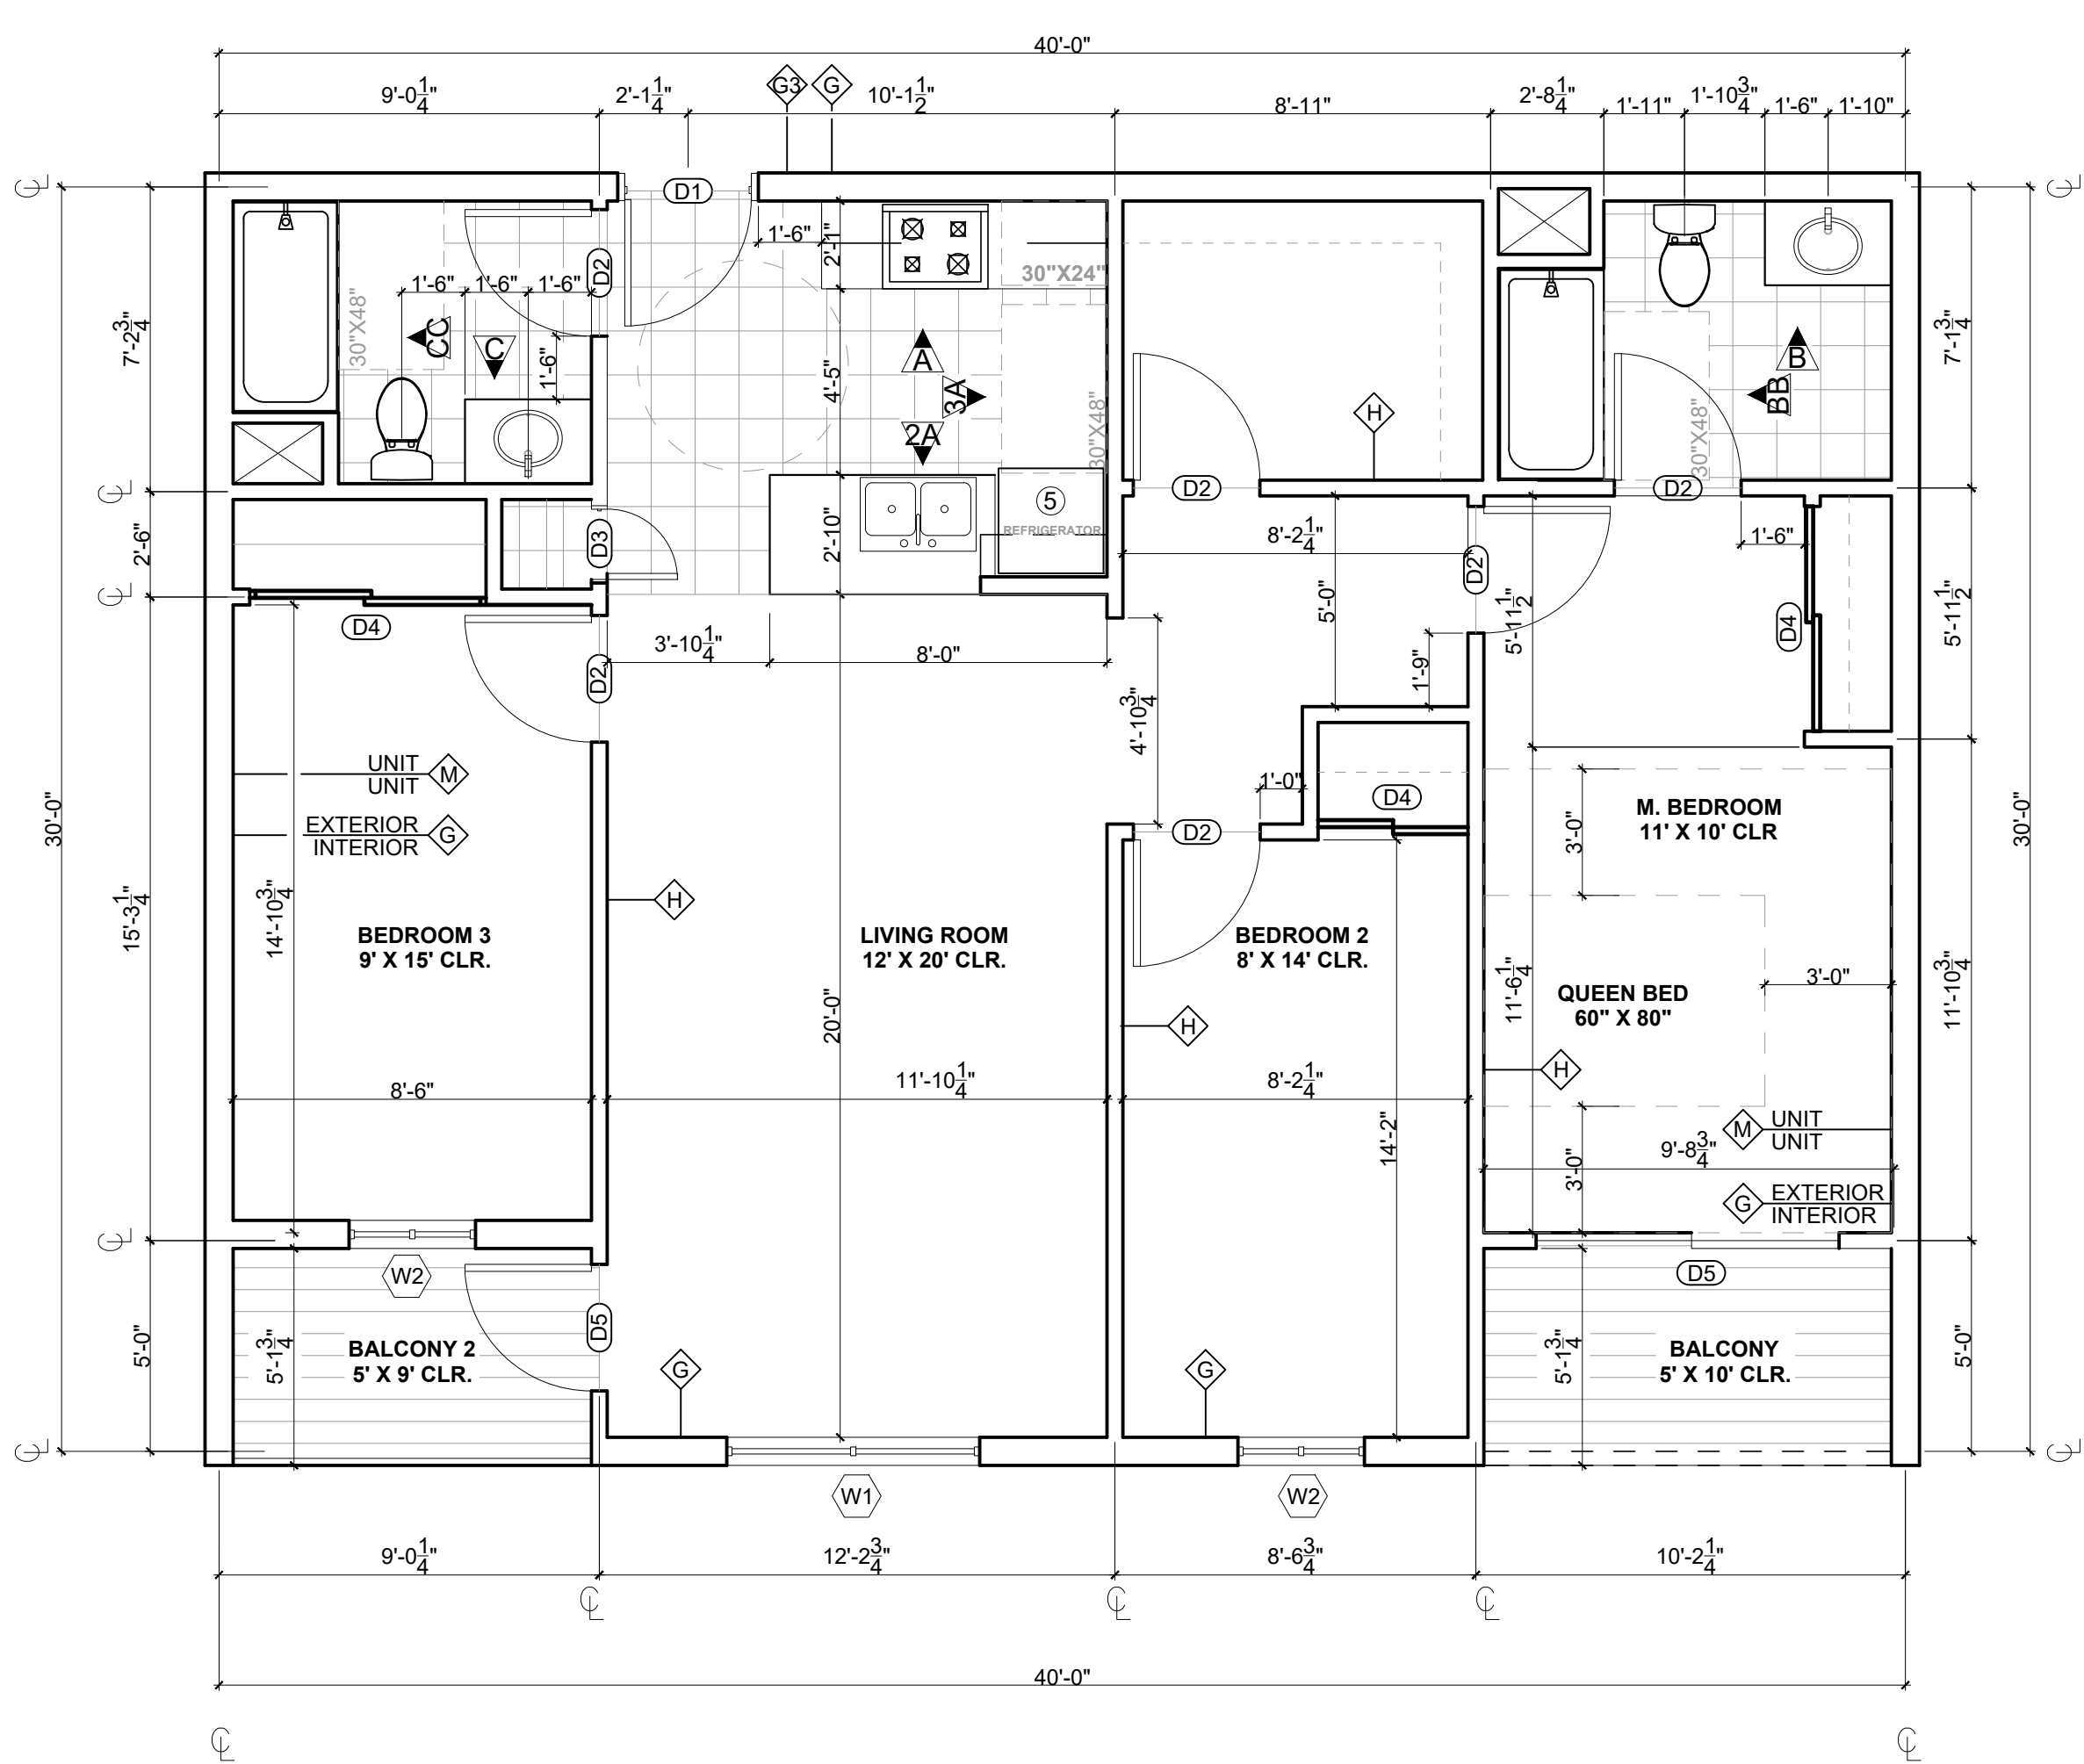 40'-0"
9'-0 1/4"
2'-1 1/4"
G3
G
10'-1 1/2"
8'-11"
2'-8 1/4"
1'-11"
1'-10 3/4"
1'-6"
1'-10"
D1
D2
1'-6"
2'-1"
30"X24"
1'-6"
1'-6"
1'-6"
30"X48"
CC
C
1'-6"
7'-2 3/4"
4'-5"
A
3A
2A
30"X48"
H
30"X48"
B
BB
7'-1 3/4"
D2
D2
5
REFRIGERATOR
2'-6"
D3
2'-10"
8'-2 1/4"
D2
1'-6"
D4
5'-0"
5'-11 1/2"
D4
5'-11 1/2"
D2
3'-10 1/4"
8'-0"
1'-9"
4'-10 3/4"
UNIT
UNIT
M
EXTERIOR
INTERIOR
G
1'-0"
D4
D2
3'-0"
M. BEDROOM
11' X 10' CLR
30'-0"
30'-0"
15'-3 1/4"
14'-10 3/4"
H
BEDROOM 3
9' X 15' CLR.
LIVING ROOM
12' X 20' CLR.
BEDROOM 2
8' X 14' CLR.
QUEEN BED
60" X 80"
3'-0"
11'-6 1/4"
11'-10 3/4"
20'-0"
H
H
8'-6"
11'-10 1/4"
8'-2 1/4"
14'-2"
M
UNIT
UNIT
9'-8 3/4"
3'-0"
G
EXTERIOR
INTERIOR
W2
D5
D5
5'-0"
5'-1 3/4"
BALCONY 2
5' X 9' CLR.
G
G
5'-1 3/4"
BALCONY
5' X 10' CLR.
5'-0"
W1
W2
9'-0 1/4"
12'-2 3/4"
8'-6 3/4"
10'-2 1/4"
40'-0"